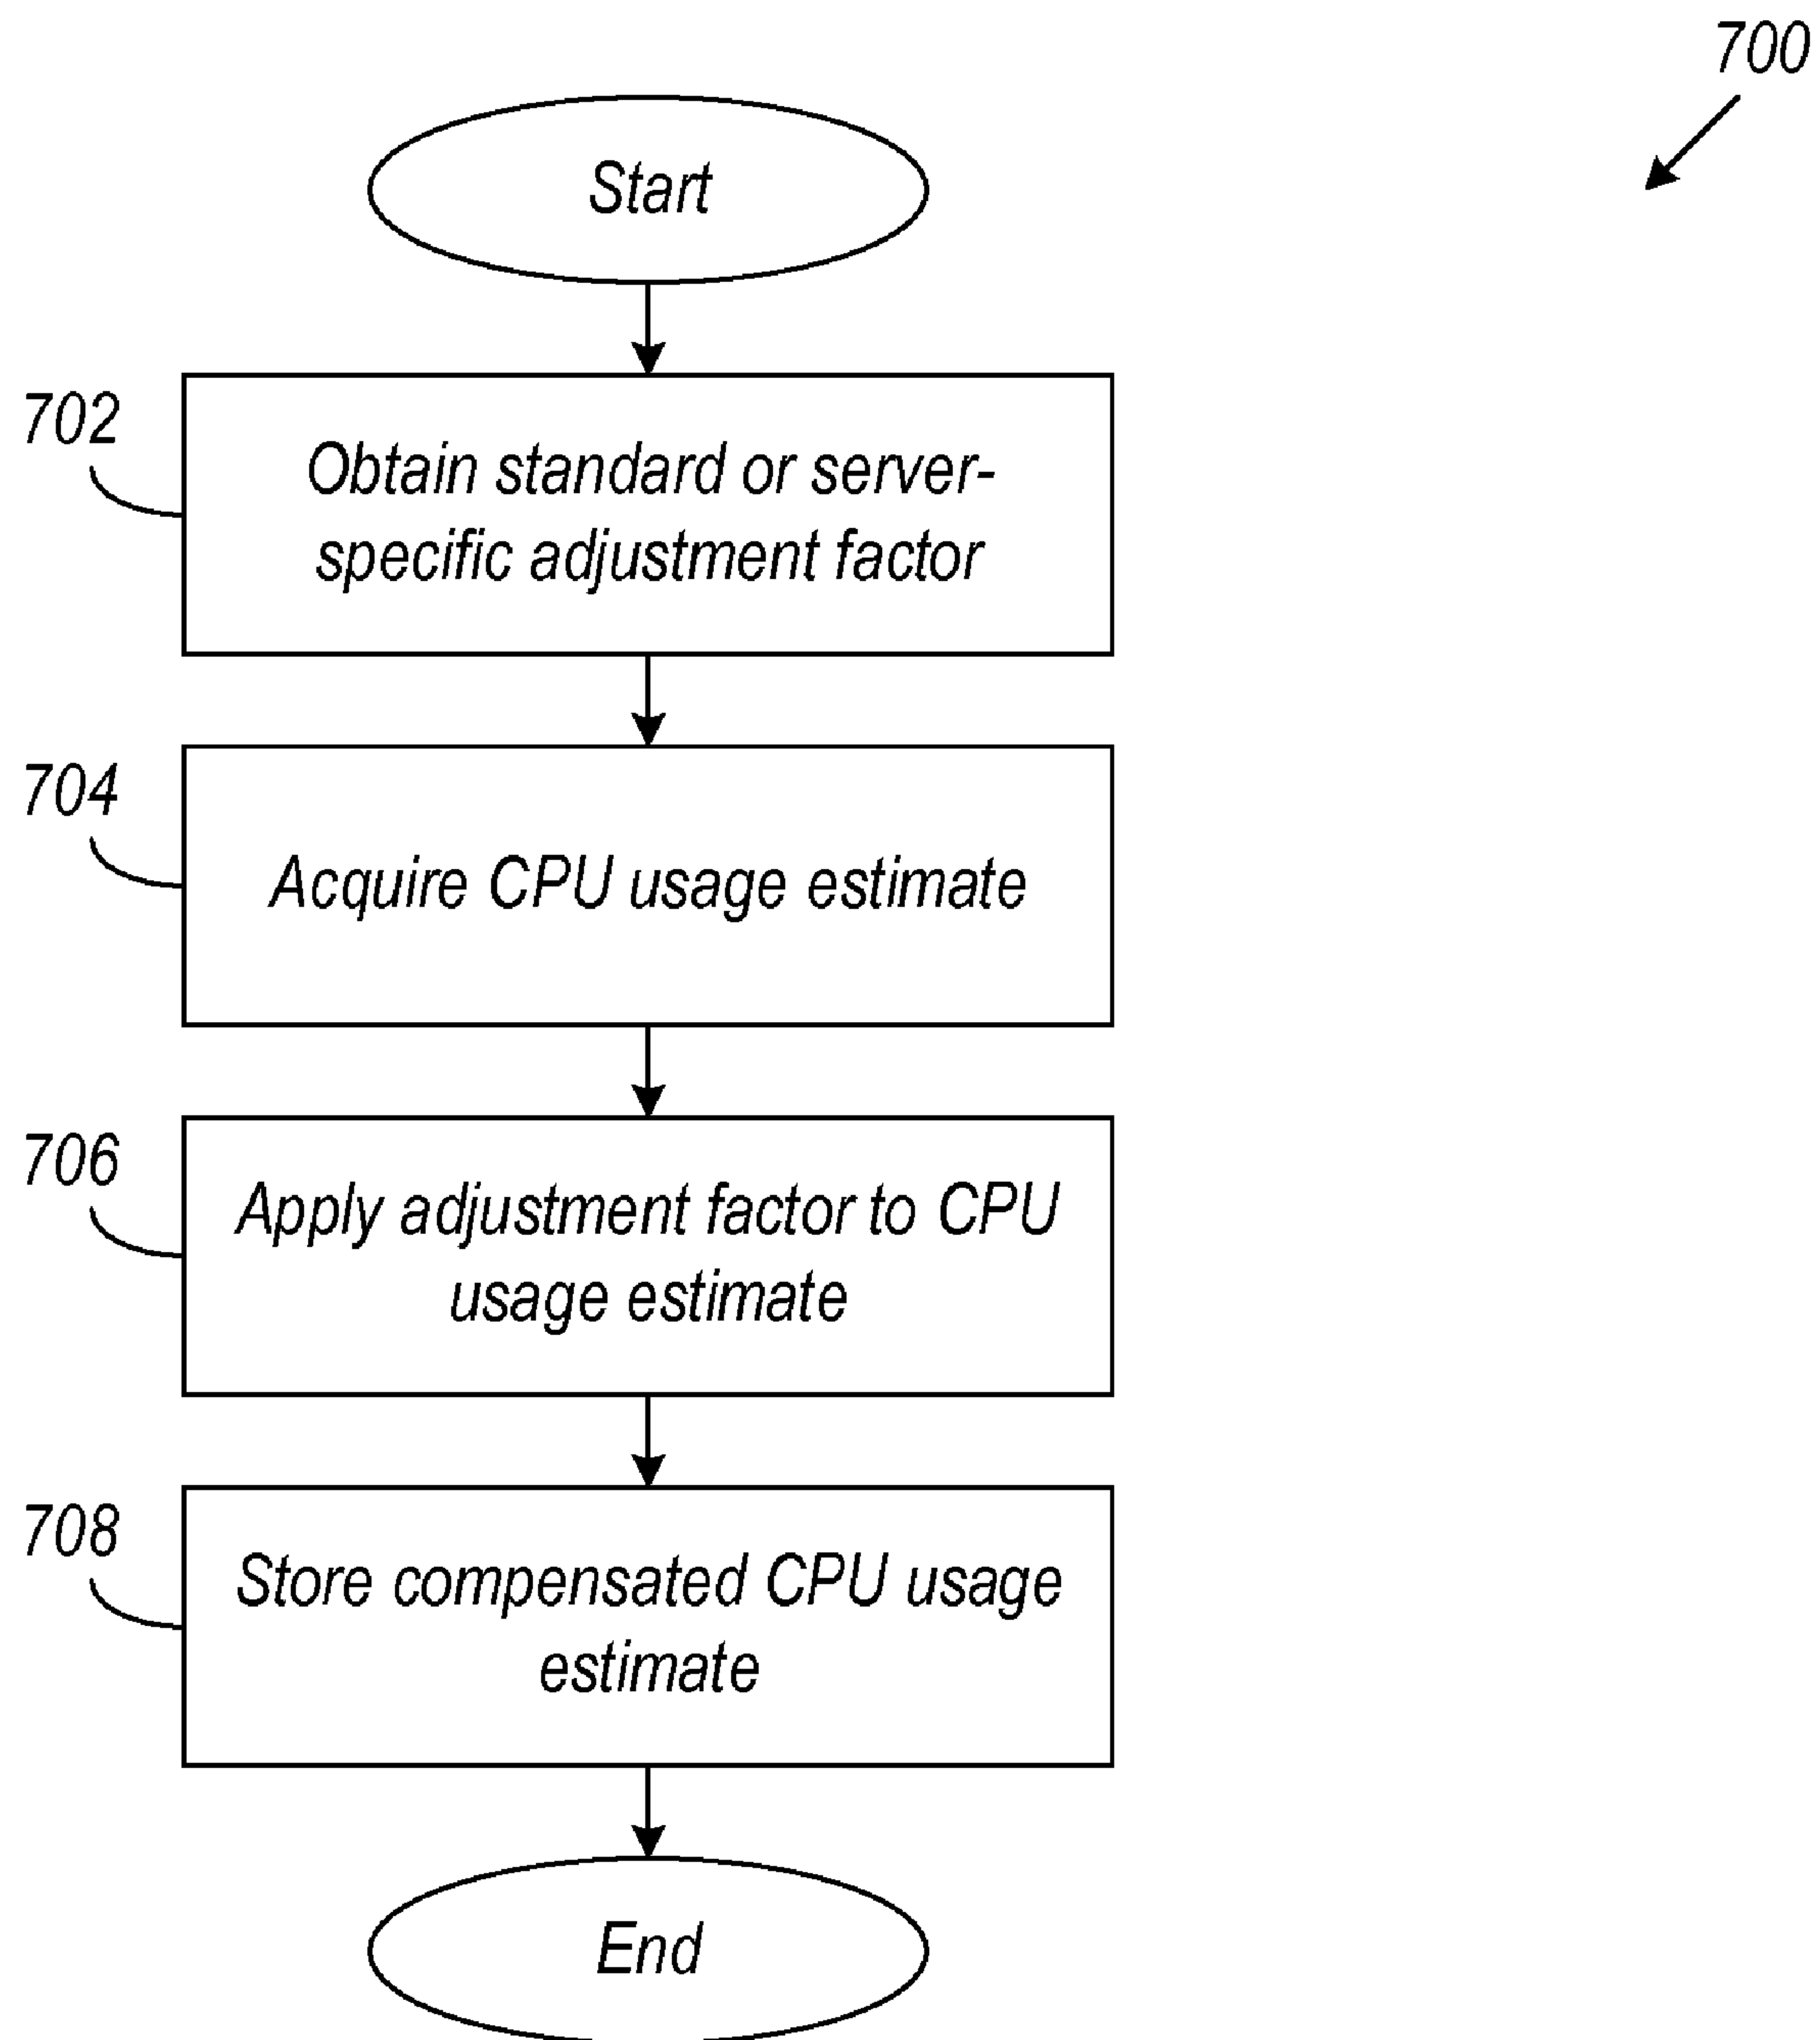 700
Start
702
Obtain standard or server-
specific adjustment factor
704
Acquire CPU usage estimate
706
Apply adjustment factor to CPU
usage estimate
708
Store compensated CPU usage
estimate
End